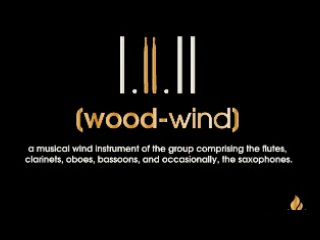 (wood-wind)
a musical wind instrument of the group comprising the flutes,
clarinets, oboes, bassoons, and occasionally, the saxophones.